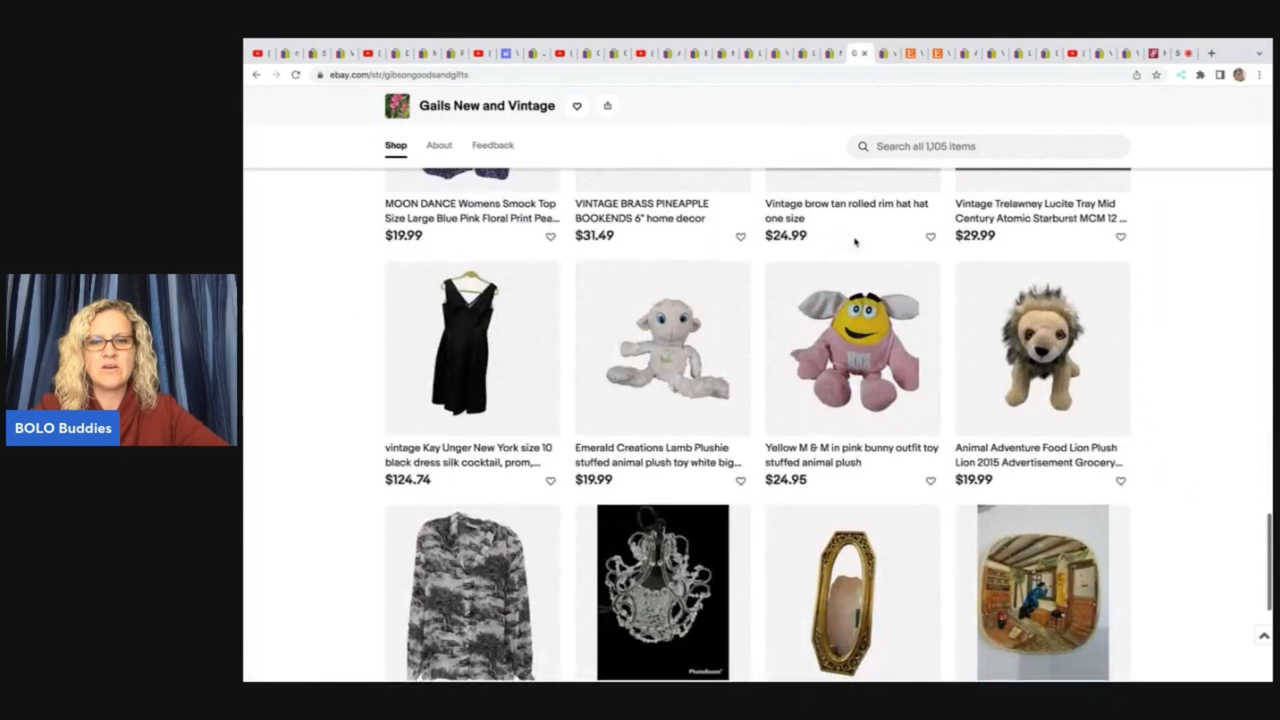 ebay.com/str/gibsongoodsandgifts
Gails New and Vintage
Shop
About
Feedback
Search all 1,105 items
MOON DANCE Womens Smock Top
Size Large Blue Pink Floral Print Pea...
$19.99
VINTAGE BRASS PINEAPPLE
BOOKENDS 6" home decor
$31.49
Vintage brow tan rolled rim hat hat
one size
$24.99
Vintage Trelawney Lucite Tray Mid
Century Atomic Starburst MCM 12 ...
$29.99
vintage Kay Unger New York size 10
black dress silk cocktail, prom,...
$124.74
Emerald Creations Lamb Plushie
stuffed animal plush toy white big...
$19.99
Yellow M & M in pink bunny outfit toy
stuffed animal plush
$24.95
Animal Adventure Food Lion Plush
Lion 2015 Advertisement Grocery...
$19.99
PhotoRoom
BOLO Buddies